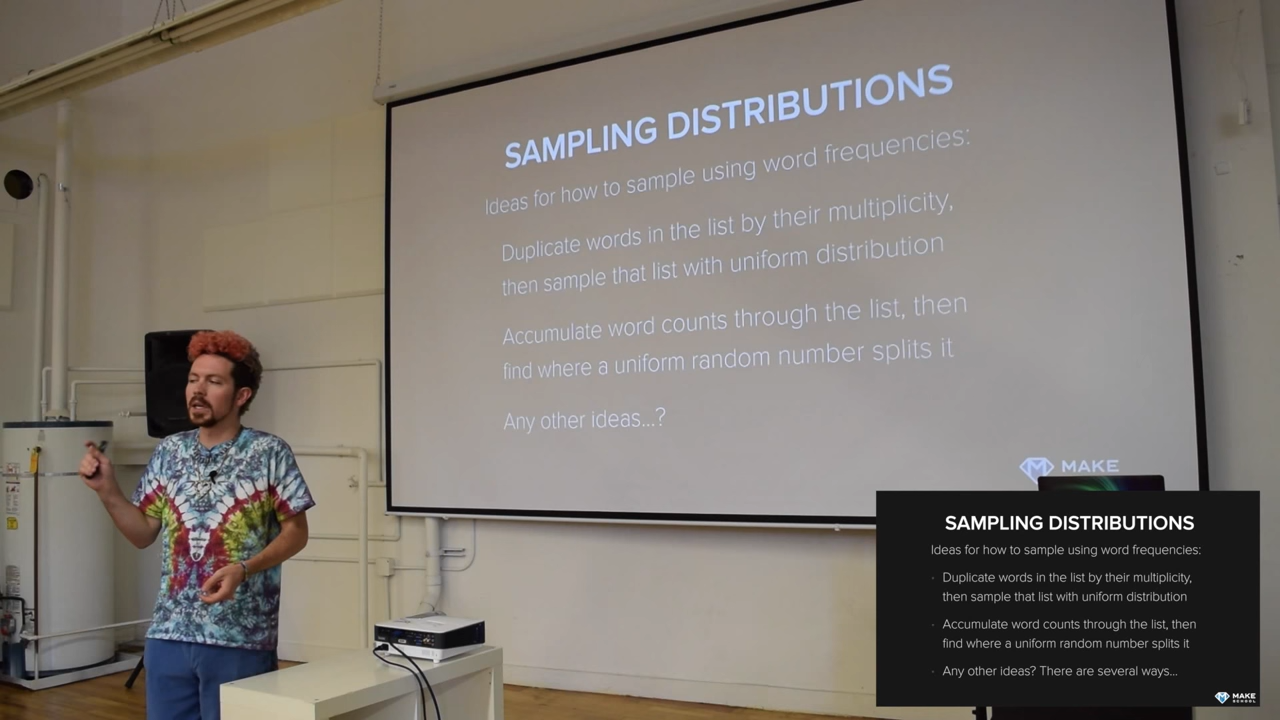 SAMPLING DISTRIBUTIONS
Ideas for how to sample using word frequencies:
Duplicate words in the list by their multiplicity,
then sample that list with uniform distribution
Accumulate word counts through the list, then
find where a uniform random number splits it
Any other ideas...?
MAKE
SAMPLING DISTRIBUTIONS
Ideas for how to sample using word frequencies:
· Duplicate words in the list by their multiplicity,
then sample that list with uniform distribution
· Accumulate word counts through the list, then
find where a uniform random number splits it
· Any other ideas? There are several ways...
MAKE
SCHOOL